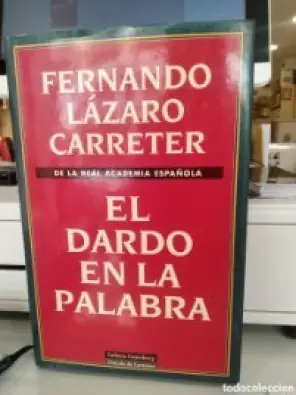 FERNANDO
LÁZARO
CARRETER
DE LA REAL ACADEMIA ESPAÑOLA
EL
DARDO
EN LA
PALABRA
Galaxia Gutenberg
Círculo de Lectores
todocoleccion